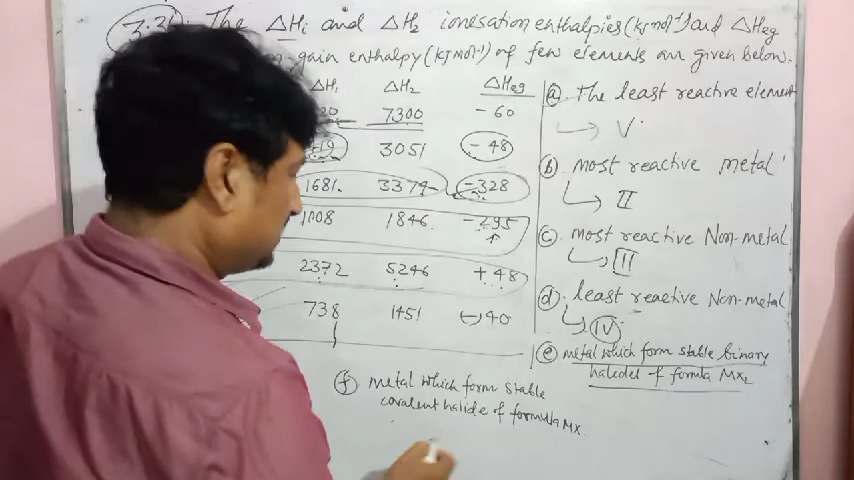 The ΔHi and ΔH2 ionesation enthalpies (kJ mol-1) and ΔHeg
gain enthalpy (kJ mol-1) of few elements are given below.
ΔH1 ΔH2 ΔHeg
7300 -60
3051 -48
1681 3374 -328
1008 1846 -295
2372 5246 +48
738 1451 (-)40
(a) The least reactive element
V
(b) most reactive metal
II
(c) most reactive Non-metal
III
(d) least reactive Non-metal
IV
(e) metal which form stable binary
haledes of formula MX2
(f) metal which form stable
covalent halide of formula MX